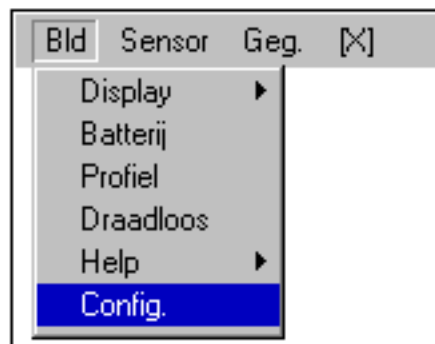 Bld Sensor Geg. [X]
Display
Batterij
Profiel
Draadloos
Help
Config.